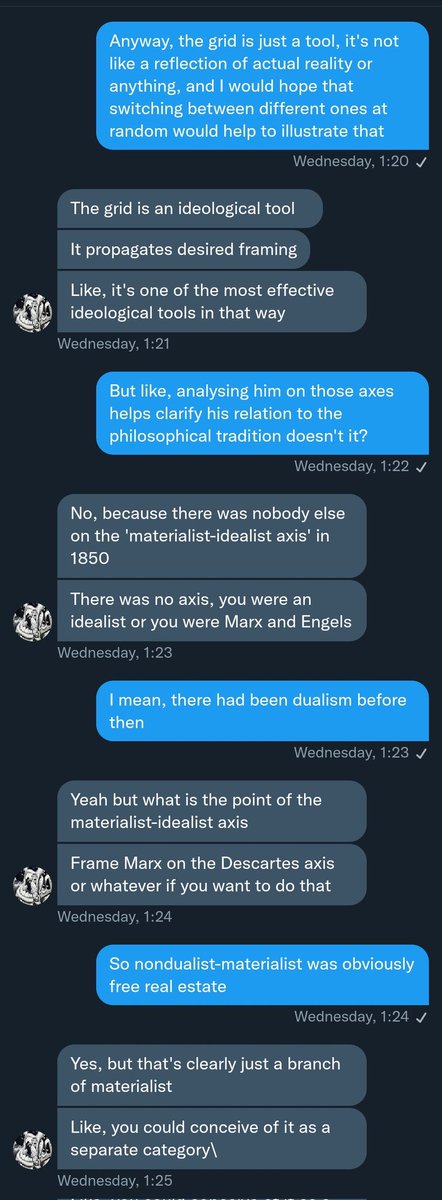 Anyway, the grid is just a tool, it's not
like a reflection of actual reality or
anything, and I would hope that
switching between different ones at
random would help to illustrate that
Wednesday, 1:20 ✓
The grid is an ideological tool
It propagates desired framing
Like, it's one of the most effective
ideological tools in that way
Wednesday, 1:21
But like, analysing him on those axes
helps clarify his relation to the
philosophical tradition doesn't it?
Wednesday, 1:22 ✓
No, because there was nobody else
on the 'materialist-idealist axis' in
1850
There was no axis, you were an
idealist or you were Marx and Engels
Wednesday, 1:23
I mean, there had been dualism before
then
Wednesday, 1:23 ✓
Yeah but what is the point of the
materialist-idealist axis
Frame Marx on the Descartes axis
or whatever if you want to do that
Wednesday, 1:24
So nondualist-materialist was obviously
free real estate
Wednesday, 1:24 ✓
Yes, but that's clearly just a branch
of materialist
Like, you could conceive of it as a
separate category\
Wednesday, 1:25